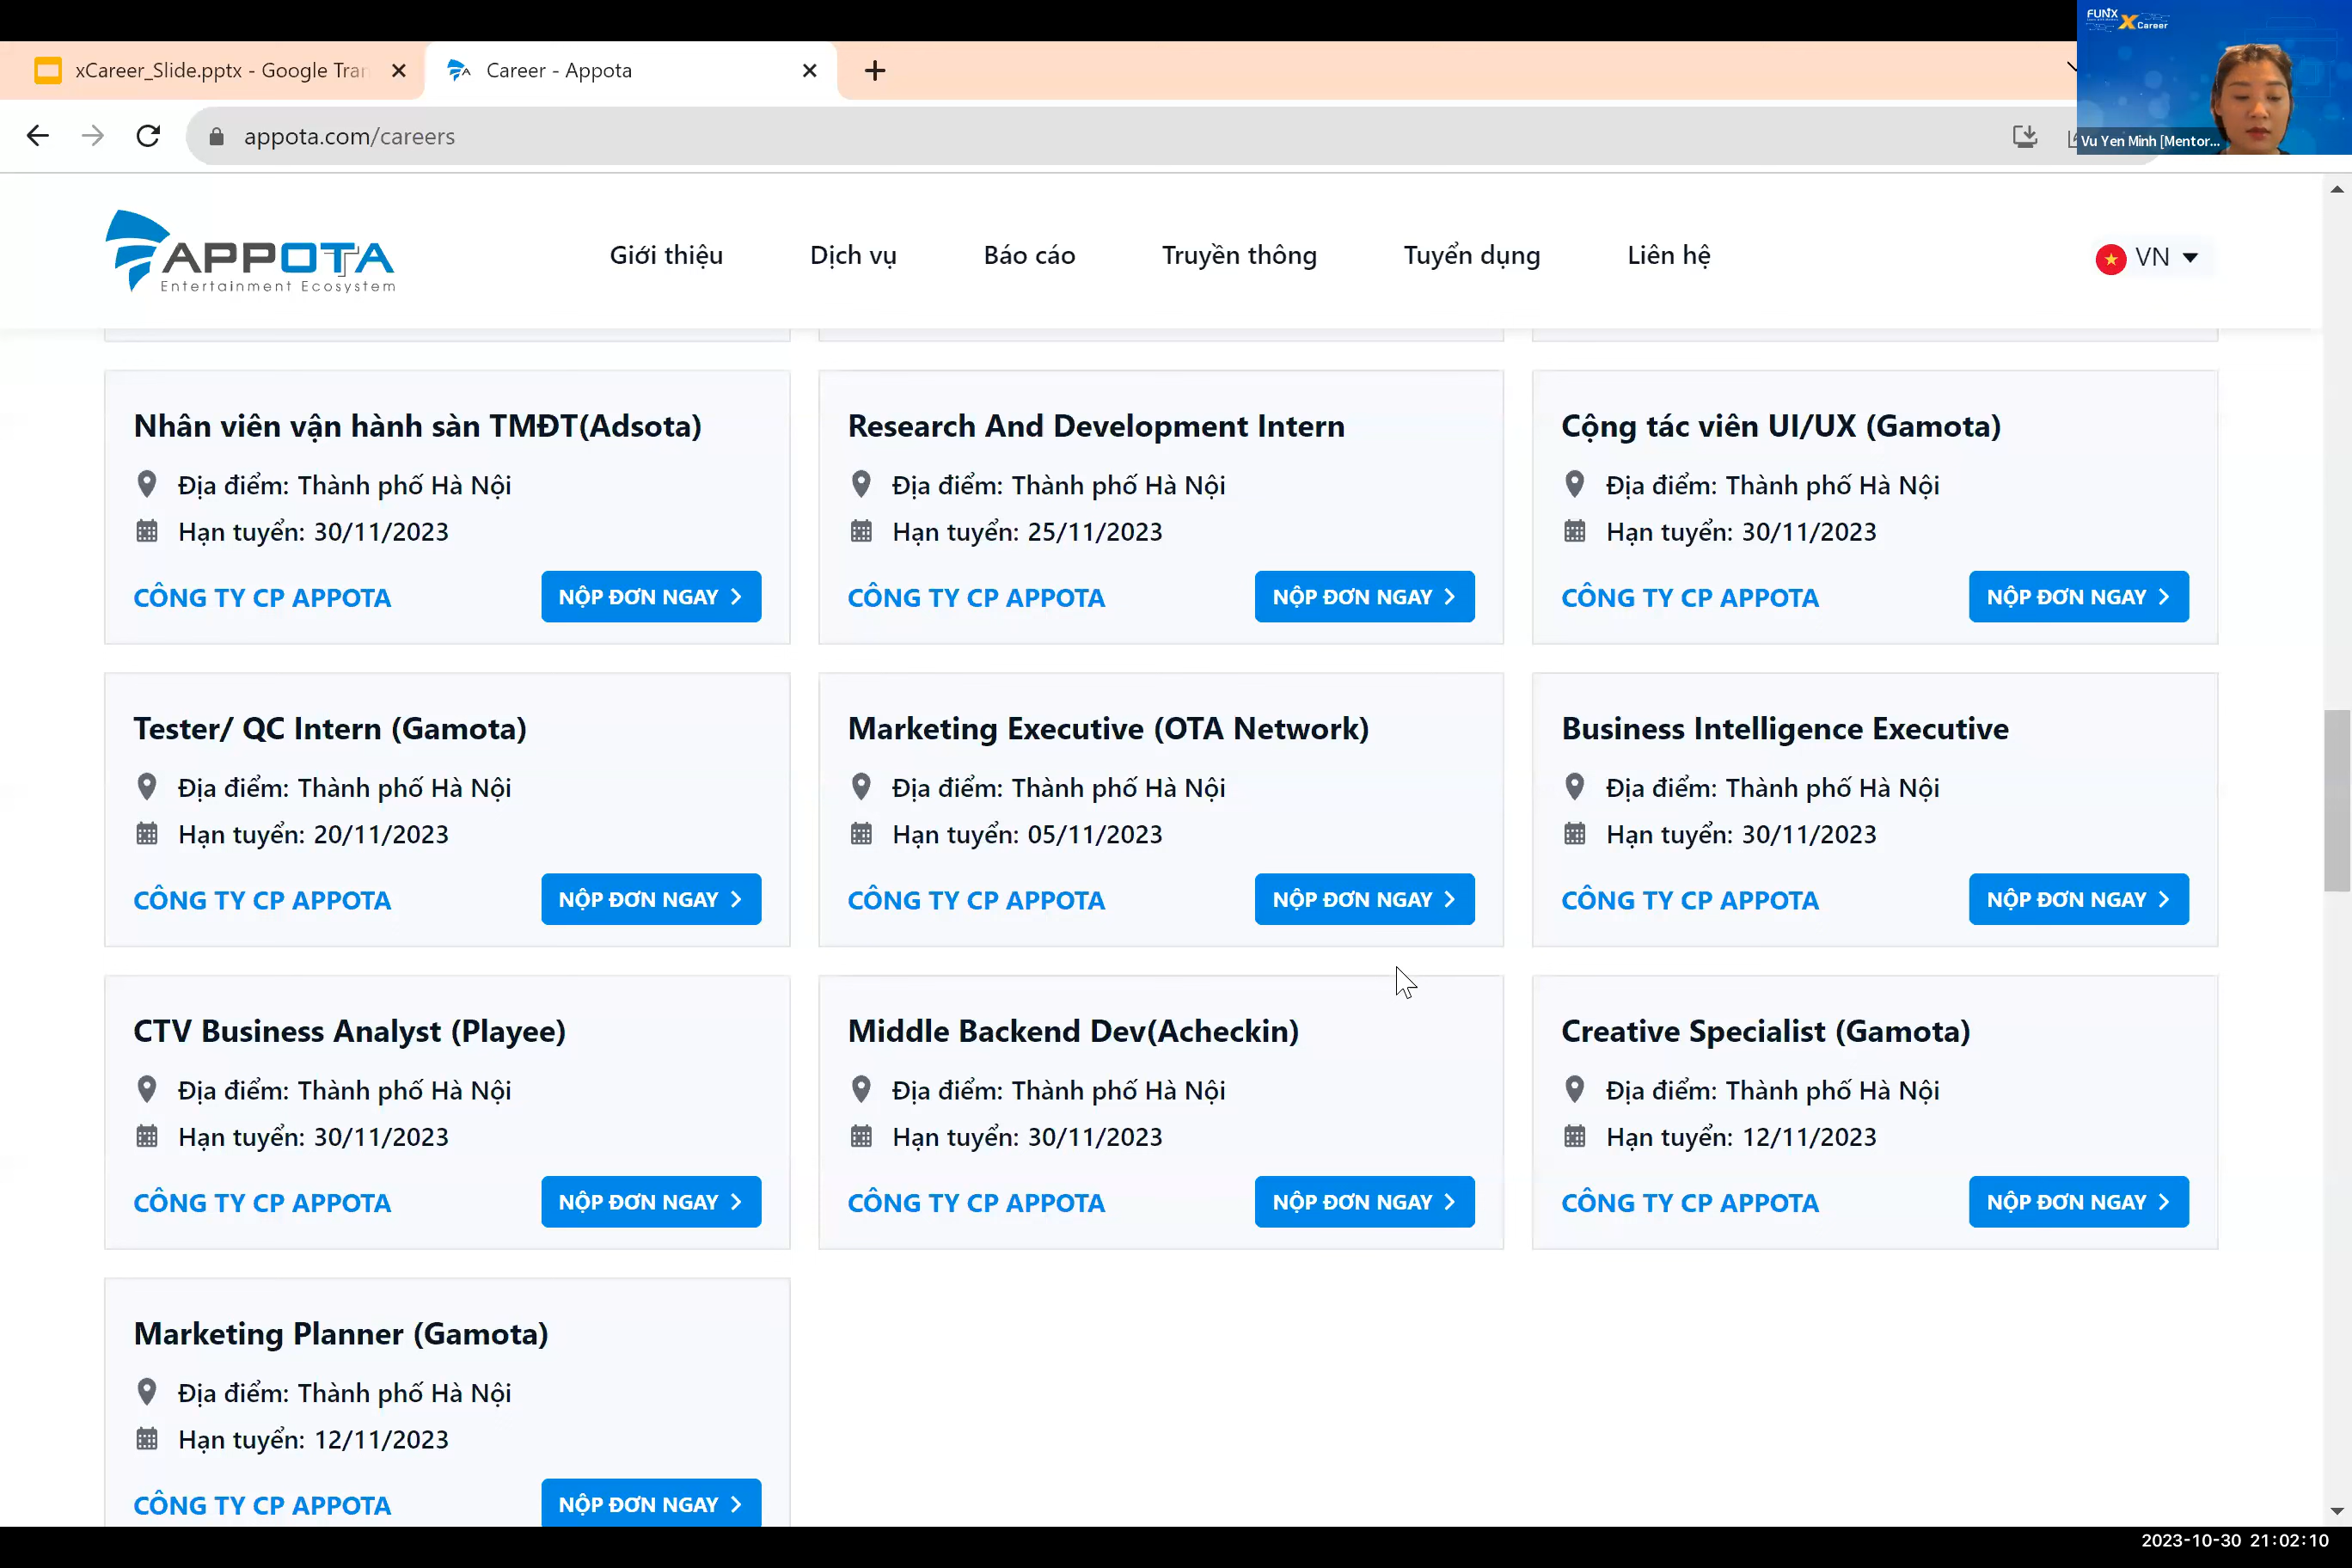 FUNiX
X Career
xCareer_Slide.pptx - Google Tran
Career - Appota
appota.com/careers
Vu Yen Minh [Mentor...
APPOTA
Entertainment Ecosystem
Giới thiệu
Dịch vụ
Báo cáo
Truyền thông
Tuyển dụng
Liên hệ
VN
Nhân viên vận hành sàn TMĐT(Adsota)
Địa điểm: Thành phố Hà Nội
Hạn tuyển: 30/11/2023
CÔNG TY CP APPOTA
NỘP ĐƠN NGAY
Research And Development Intern
Địa điểm: Thành phố Hà Nội
Hạn tuyển: 25/11/2023
CÔNG TY CP APPOTA
NỘP ĐƠN NGAY
Cộng tác viên UI/UX (Gamota)
Địa điểm: Thành phố Hà Nội
Hạn tuyển: 30/11/2023
CÔNG TY CP APPOTA
NỘP ĐƠN NGAY
Tester/ QC Intern (Gamota)
Địa điểm: Thành phố Hà Nội
Hạn tuyển: 20/11/2023
CÔNG TY CP APPOTA
NỘP ĐƠN NGAY
Marketing Executive (OTA Network)
Địa điểm: Thành phố Hà Nội
Hạn tuyển: 05/11/2023
CÔNG TY CP APPOTA
NỘP ĐƠN NGAY
Business Intelligence Executive
Địa điểm: Thành phố Hà Nội
Hạn tuyển: 30/11/2023
CÔNG TY CP APPOTA
NỘP ĐƠN NGAY
CTV Business Analyst (Playee)
Địa điểm: Thành phố Hà Nội
Hạn tuyển: 30/11/2023
CÔNG TY CP APPOTA
NỘP ĐƠN NGAY
Middle Backend Dev(Acheckin)
Địa điểm: Thành phố Hà Nội
Hạn tuyển: 30/11/2023
CÔNG TY CP APPOTA
NỘP ĐƠN NGAY
Creative Specialist (Gamota)
Địa điểm: Thành phố Hà Nội
Hạn tuyển: 12/11/2023
CÔNG TY CP APPOTA
NỘP ĐƠN NGAY
Marketing Planner (Gamota)
Địa điểm: Thành phố Hà Nội
Hạn tuyển: 12/11/2023
CÔNG TY CP APPOTA
NỘP ĐƠN NGAY
2023-10-30 21:02:10